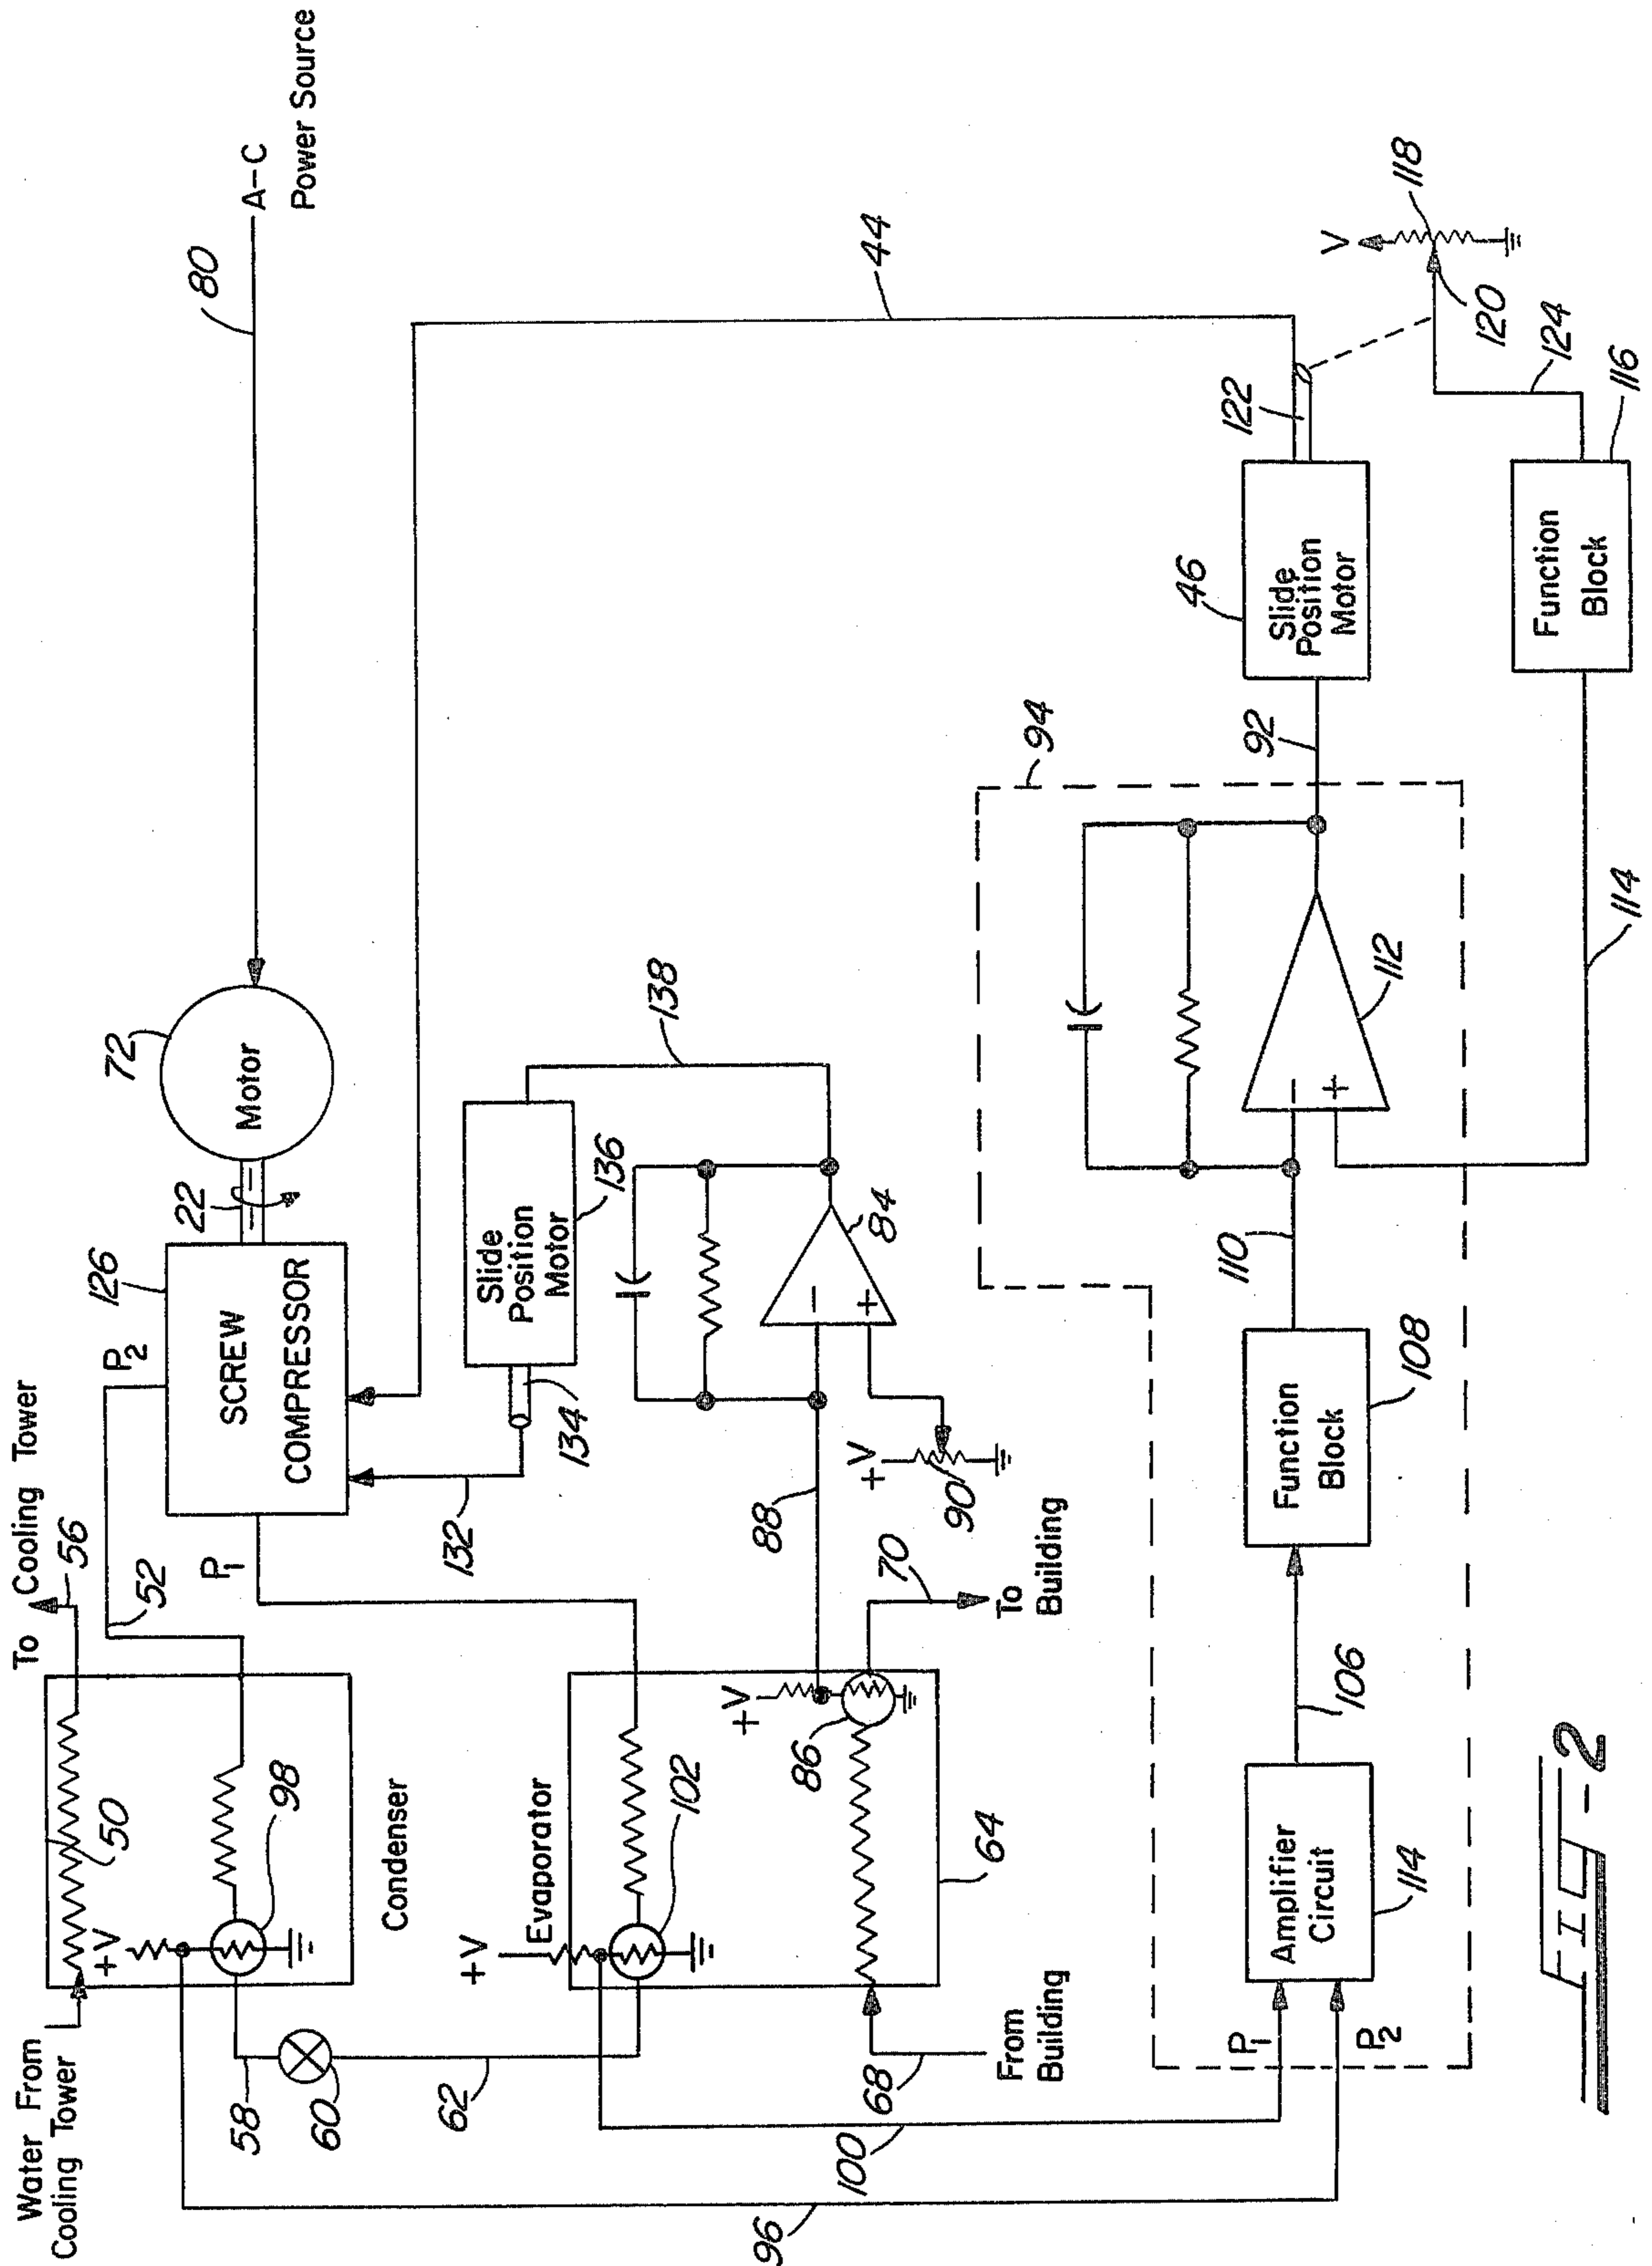 Water From
Cooling Tower
To Cooling Tower
56
50
+V
98
52
58
60
62
Condenser
P2
P1
126
SCREW
COMPRESSOR
22
72
Motor
80
A-C
Power Source
44
132
134
Slide
Position
Motor
136
138
Evaporator
+V
102
+V
86
64
68
From
Building
70
To
Building
88
+V
90
−
+
84
96
100
94
P1
P2
Amplifier
Circuit
114
106
Function
Block
108
110
−
+
112
92
46
Slide
Position
Motor
122
V
118
120
124
Function
Block
116
114
FIG-2